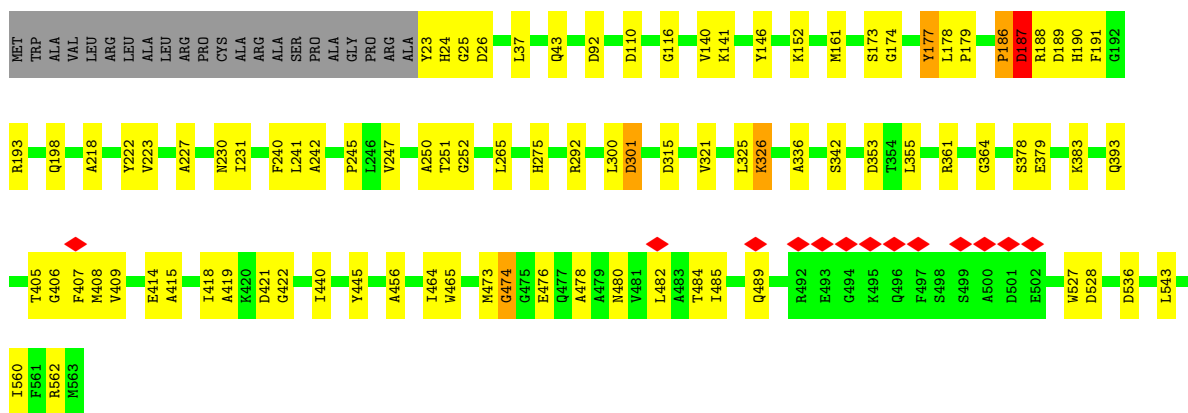 MET TRP ALA VAL LEU ARG LEU ALA LEU ARG PRO CYS ALA ARG ALA SER PRO ALA GLY PRO ARG ALA Y23 H24 G25 D26 L37 Q43 D92 D110 G116 V140 K141 Y146 K152 M161 S173 G174 Y177 L178 P179 P186 D187 R188 D189 H190 F191 G192
R193 Q198 A218 Y222 V223 A227 N230 I231 F240 L241 A242 P245 L246 V247 A250 T251 G252 L265 H275 R292 L300 D301 D315 V321 L325 K326 A336 S342 D353 T354 L355 R361 G364 S378 E379 K383 Q393
T405 G406 F407 M408 V409 E414 A415 I418 A419 K420 D421 G422 I440 Y445 A456 I464 W465 M473 G474 G475 E476 Q477 A478 A479 N480 V481 L482 A483 T484 I485 Q489 R492 E493 G494 K495 Q496 F497 S498 S499 A500 D501 E502 W527 D528 D536 L543
I560 F561 R562 M563